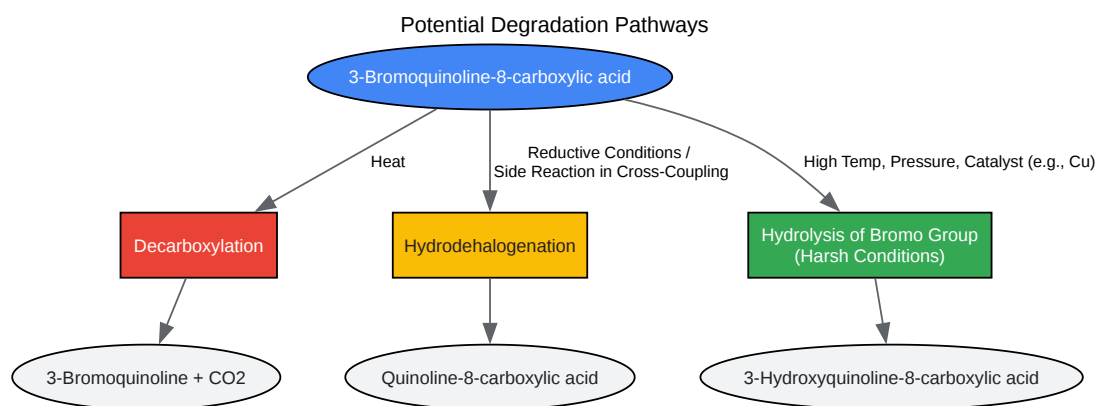 Potential Degradation Pathways
3-Bromoquinoline-8-carboxylic acid
Heat
Reductive Conditions /
Side Reaction in Cross-Coupling
High Temp, Pressure, Catalyst (e.g., Cu)
Decarboxylation
Hydrodehalogenation
Hydrolysis of Bromo Group
(Harsh Conditions)
3-Bromoquinoline + CO2
Quinoline-8-carboxylic acid
3-Hydroxyquinoline-8-carboxylic acid